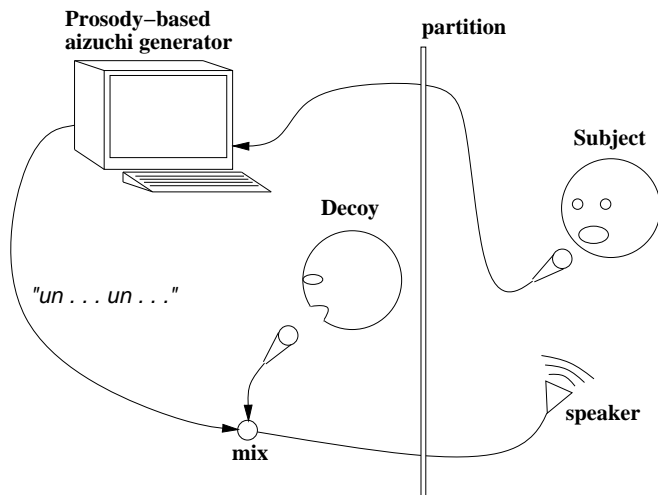 Prosody−based
aizuchi generator
partition
Subject
Decoy
"un . . . un . . ."
speaker
mix